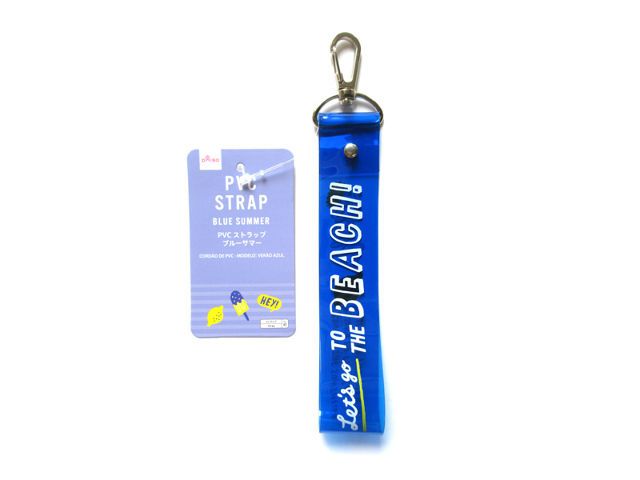 DAISO
PVC
STRAP
BLUE SUMMER
PVC ストラップ
ブルーサマー
CORDÃO DE PVC -MODELO: VERÃO AZUL
HEY!
Let's go
TO
THE
BEACH!